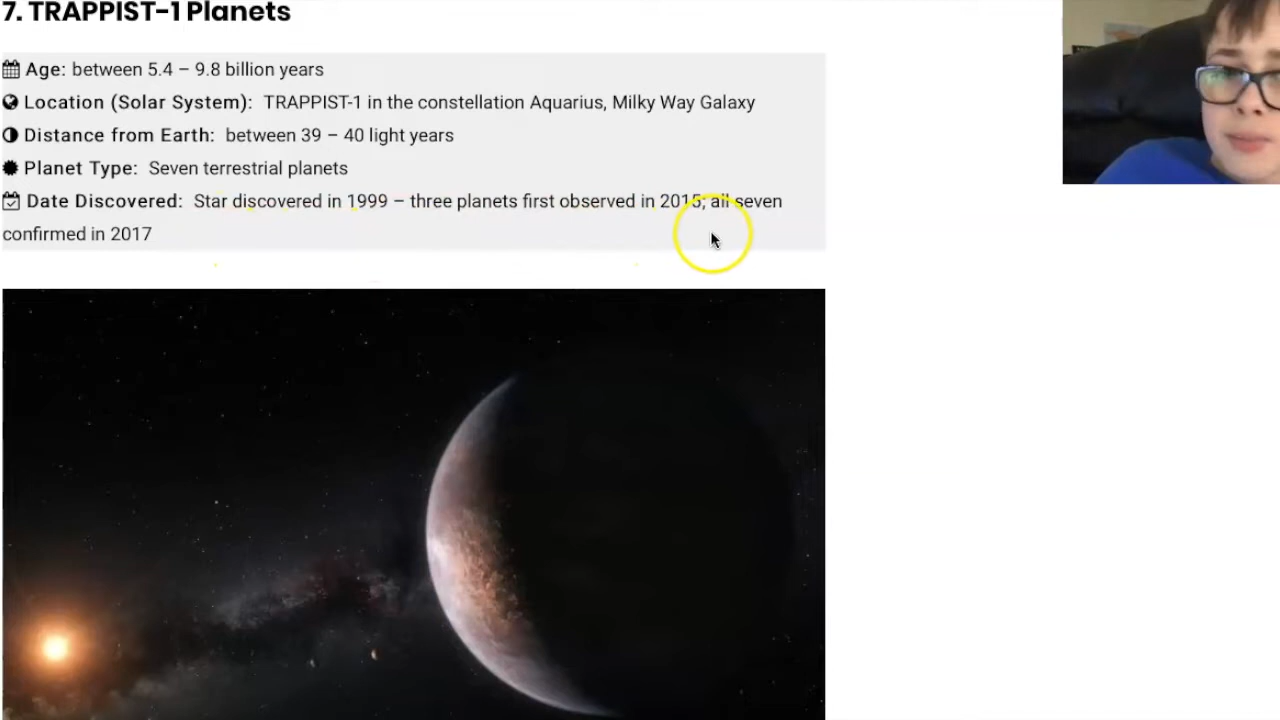 7. TRAPPIST-1 Planets
Age: between 5.4 – 9.8 billion years
Location (Solar System): TRAPPIST-1 in the constellation Aquarius, Milky Way Galaxy
Distance from Earth: between 39 – 40 light years
Planet Type: Seven terrestrial planets
Date Discovered: Star discovered in 1999 – three planets first observed in 2015; all seven
confirmed in 2017